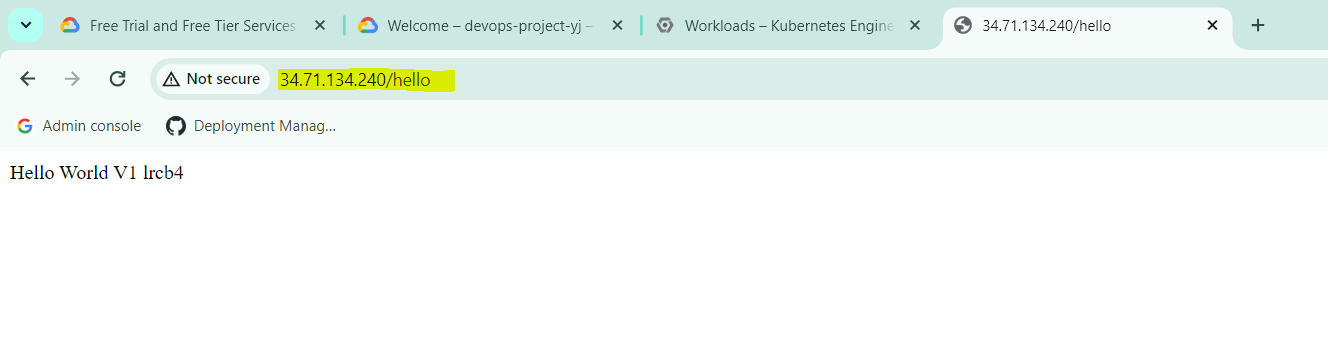 Free Trial and Free Tier Services
Welcome – devops-project-yj –
Workloads – Kubernetes Engine
34.71.134.240/hello
Not secure
34.71.134.240/hello
Admin console
Deployment Manag...
Hello World V1 lrcb4